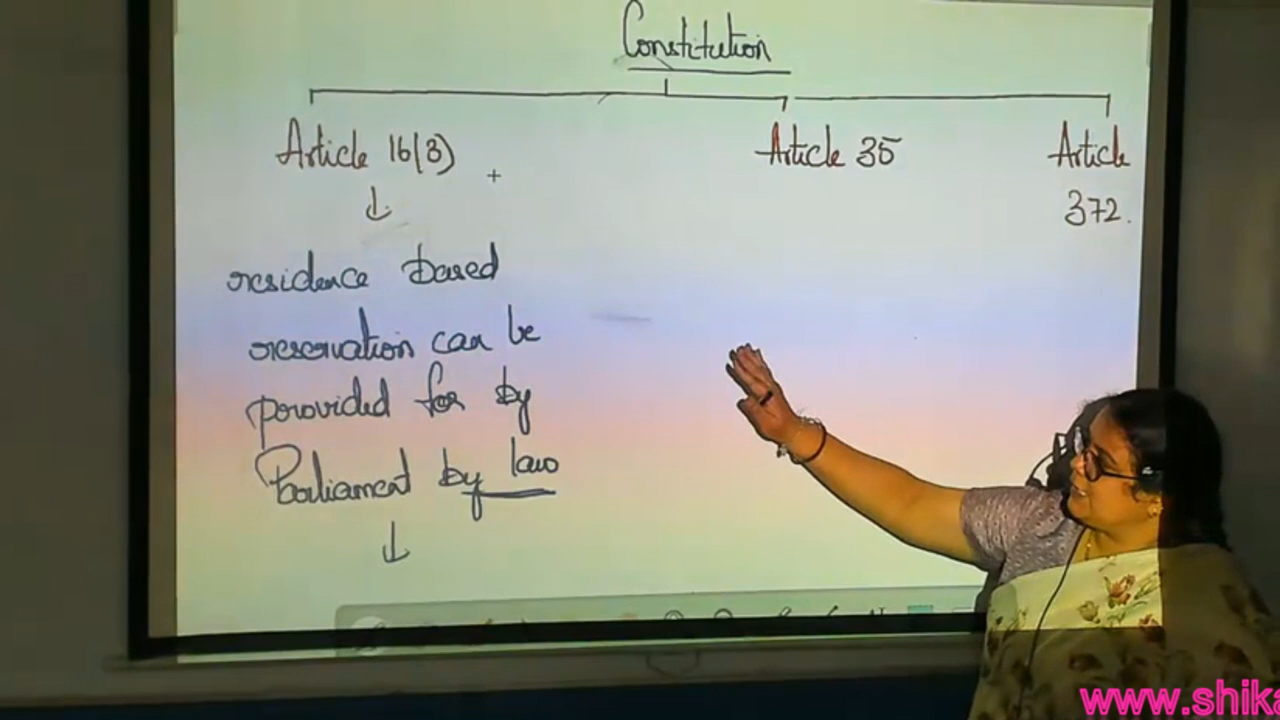 Constitution
Article 16(3)
Article 35
Article
372.
residence based
reservation can be
provided for by
Parliament by law
www.shika